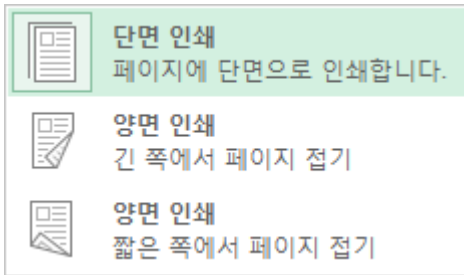 단면 인쇄
페이지에 단면으로 인쇄합니다.
양면 인쇄
긴 쪽에서 페이지 접기
양면 인쇄
짧은 쪽에서 페이지 접기